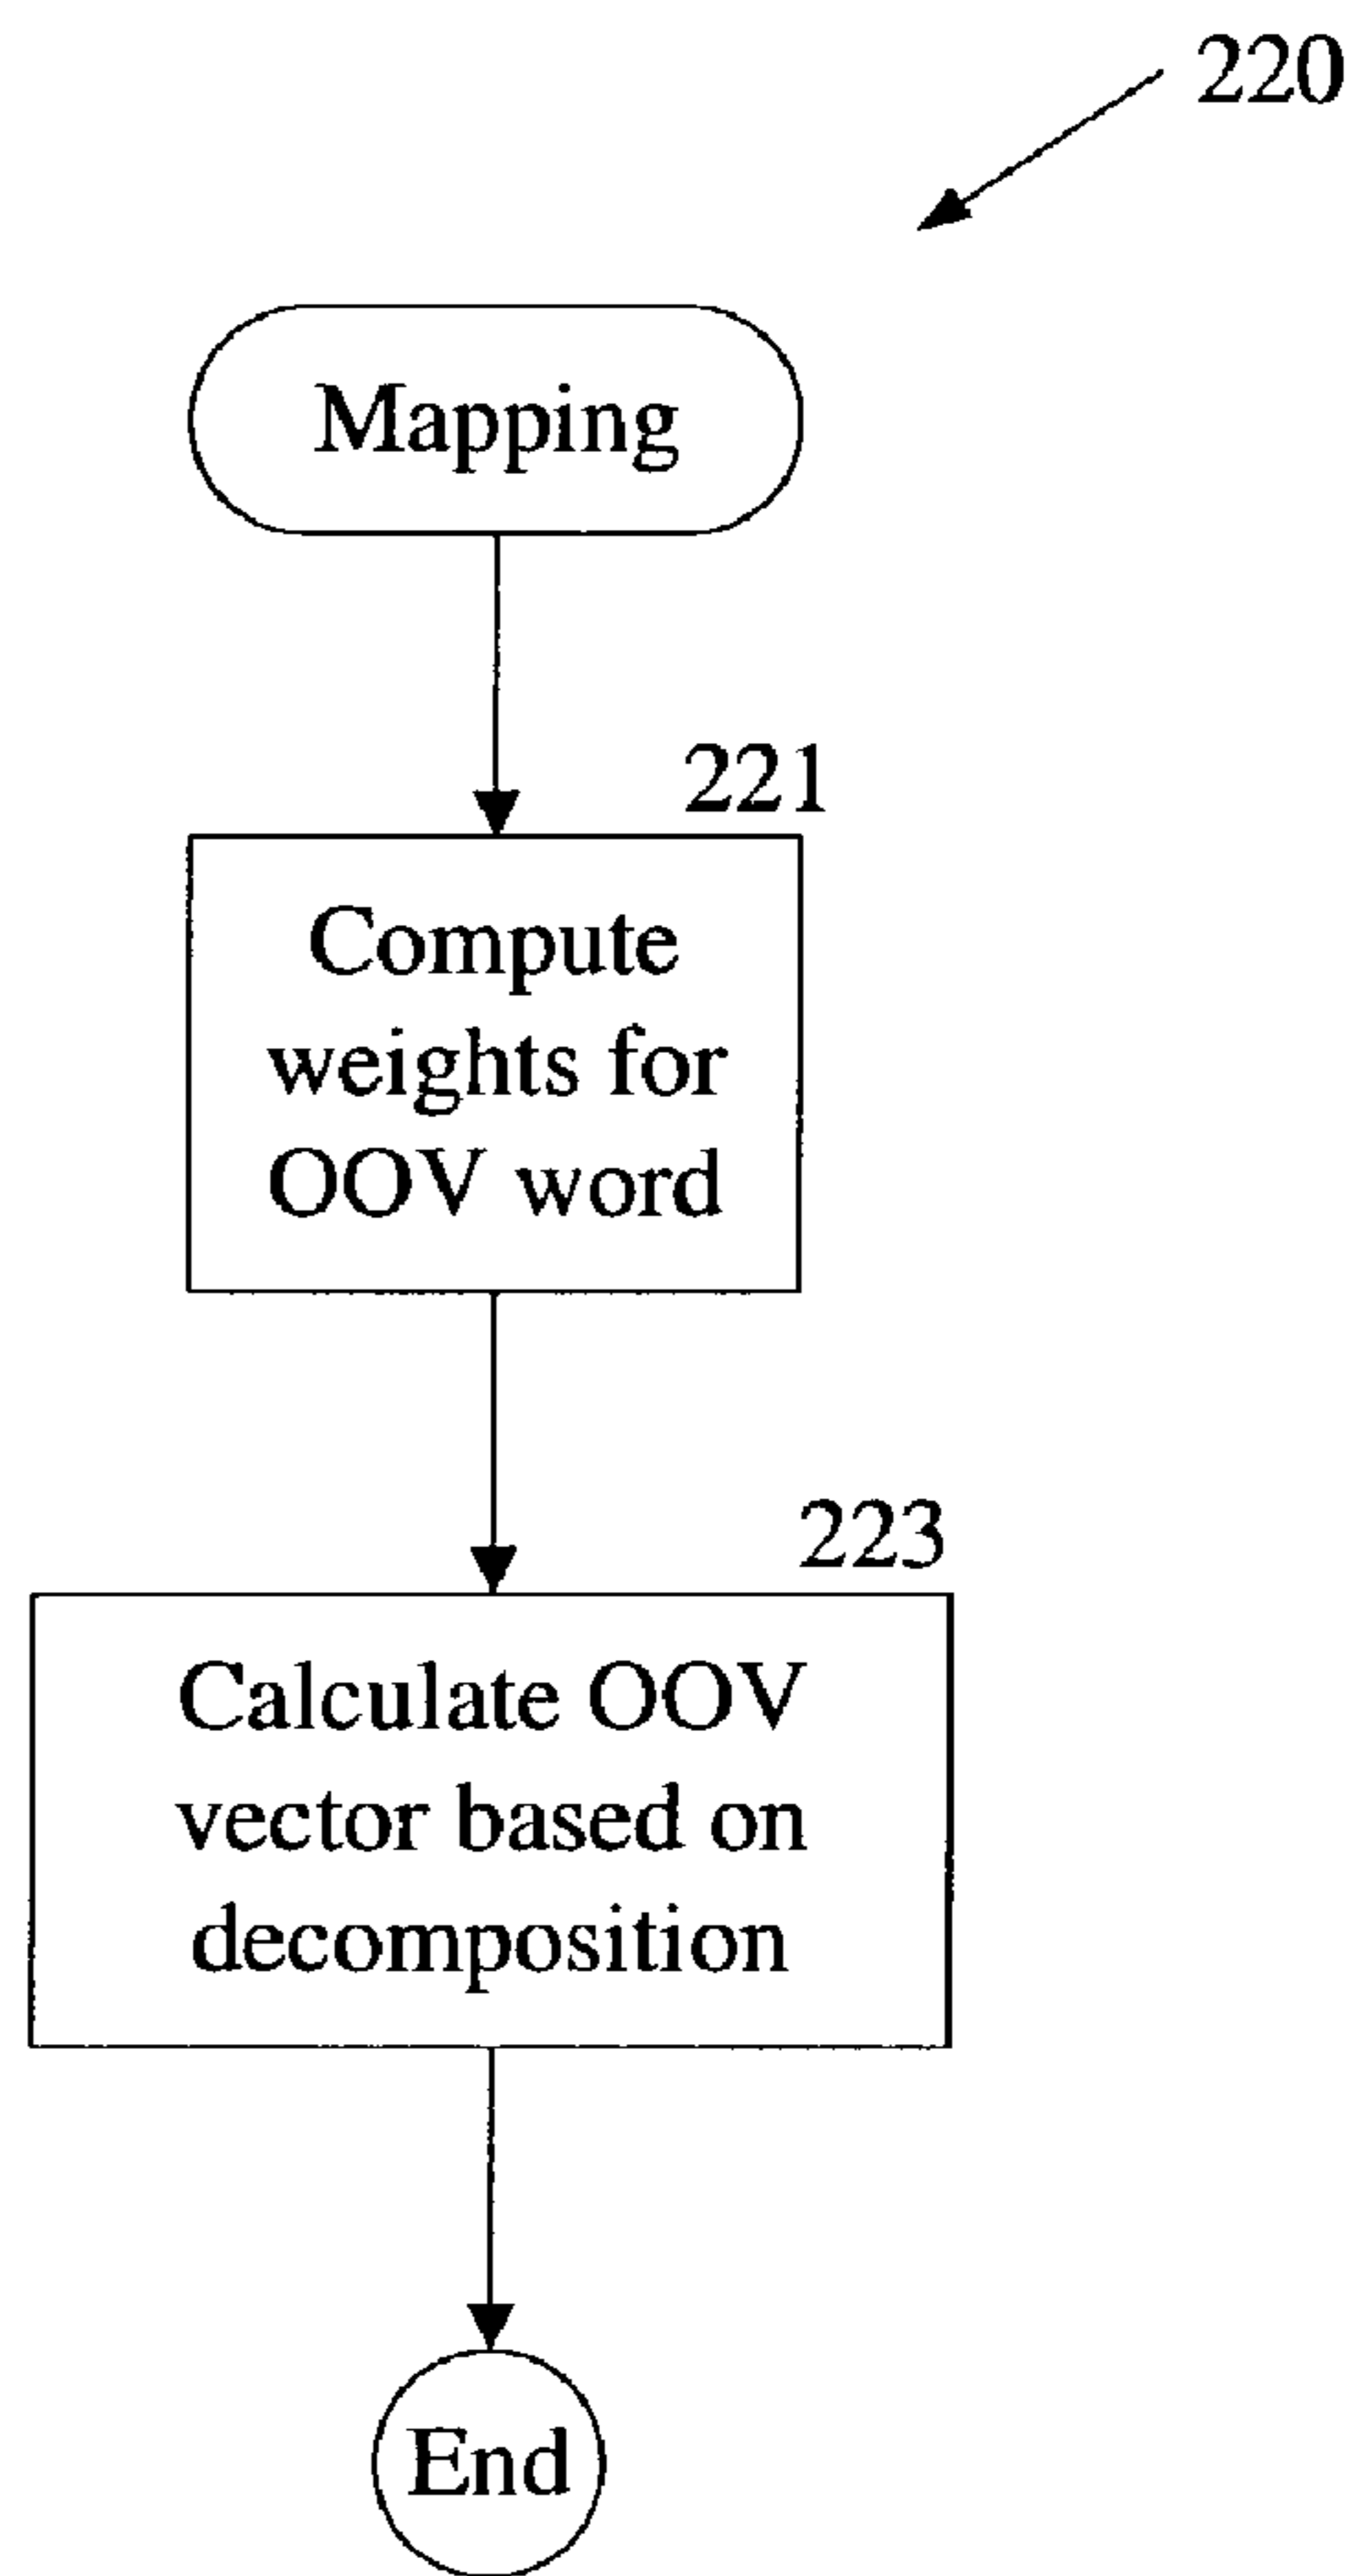 220
Mapping
221
Compute
weights for
OOV word
223
Calculate OOV
vector based on
decomposition
End